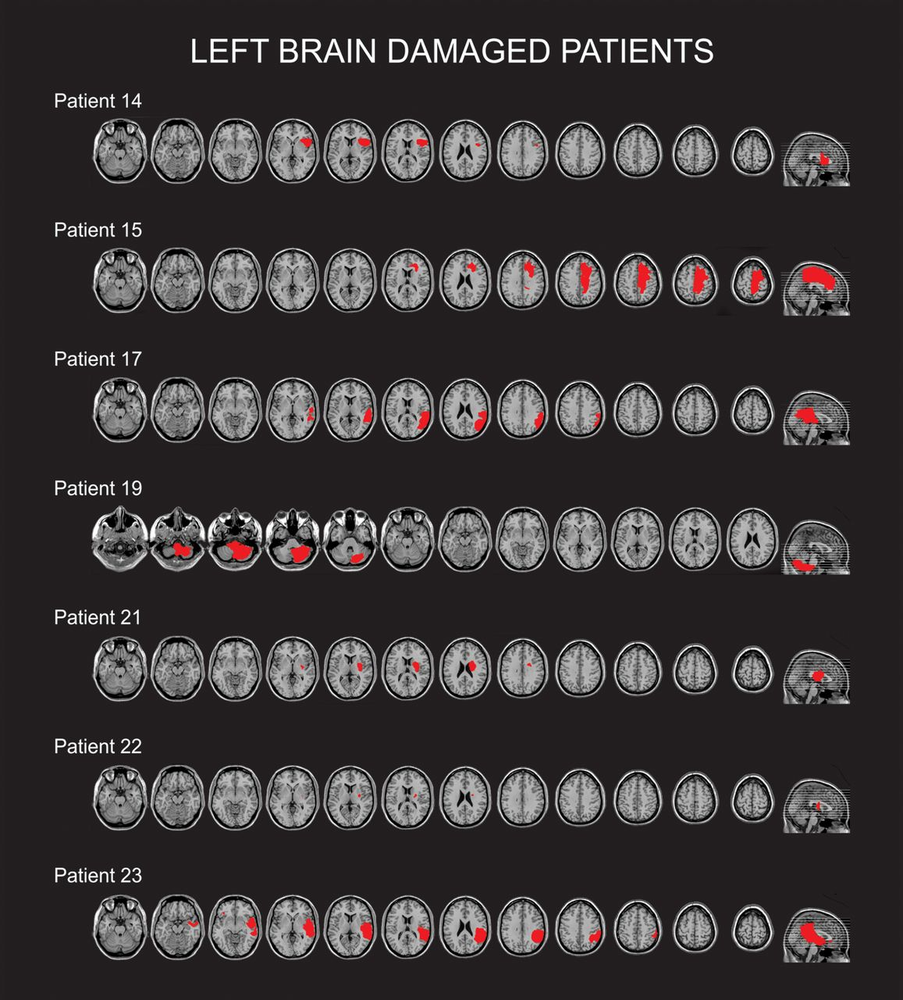 LEFT BRAIN DAMAGED PATIENTS
Patient 14
Patient 15
Patient 17
Patient 19
Patient 21
Patient 22
Patient 23